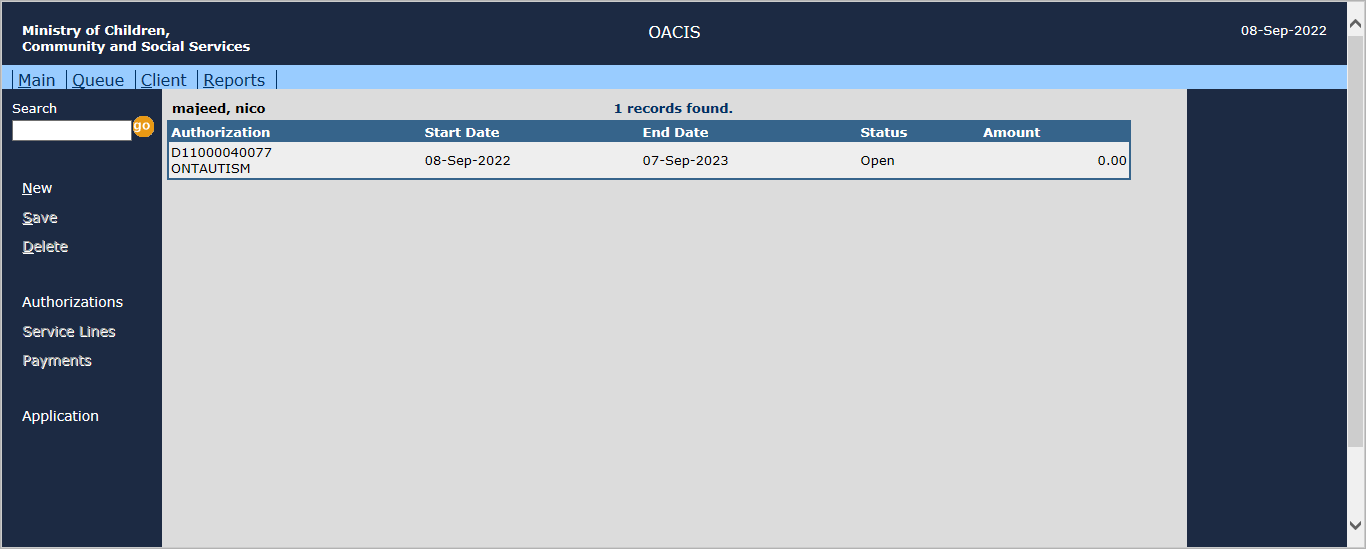 Ministry of Children,
Community and Social Services
OACIS
08-Sep-2022
Main Queue Client Reports
Search
go
New
Save
Delete
Authorizations
Service Lines
Payments
Application
majeed, nico 1 records found.
Authorization Start Date End Date Status Amount
D11000040077
ONTAUTISM 08-Sep-2022 07-Sep-2023 Open 0.00